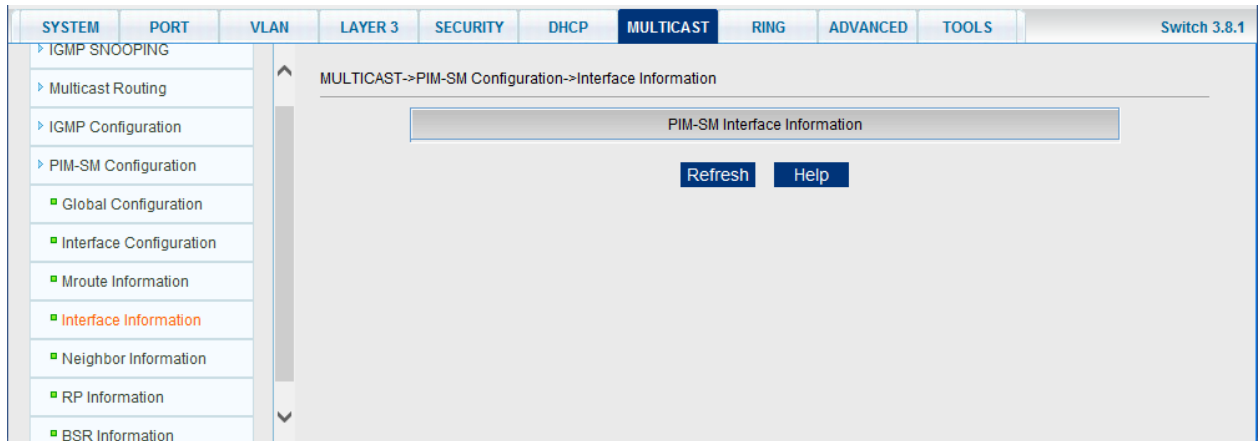 SYSTEM PORT VLAN LAYER 3 SECURITY DHCP MULTICAST RING ADVANCED TOOLS Switch 3.8.1
IGMP SNOOPING
Multicast Routing
IGMP Configuration
PIM-SM Configuration
Global Configuration
Interface Configuration
Mroute Information
Interface Information
Neighbor Information
RP Information
BSR Information
MULTICAST->PIM-SM Configuration->Interface Information
PIM-SM Interface Information
Refresh Help